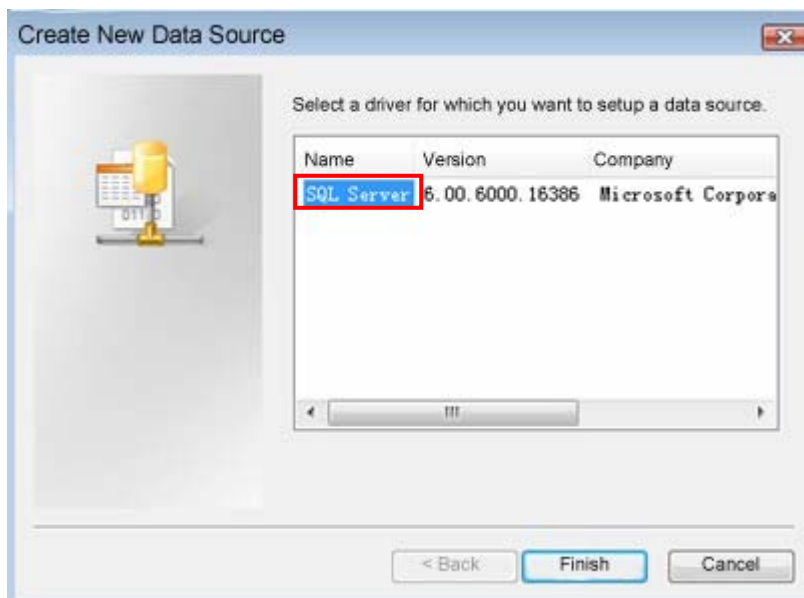 Create New Data Source
Select a driver for which you want to setup a data source.
Name Version Company
SQL Server 6.00.6000.16386 Microsoft Corpora
< Back Finish Cancel